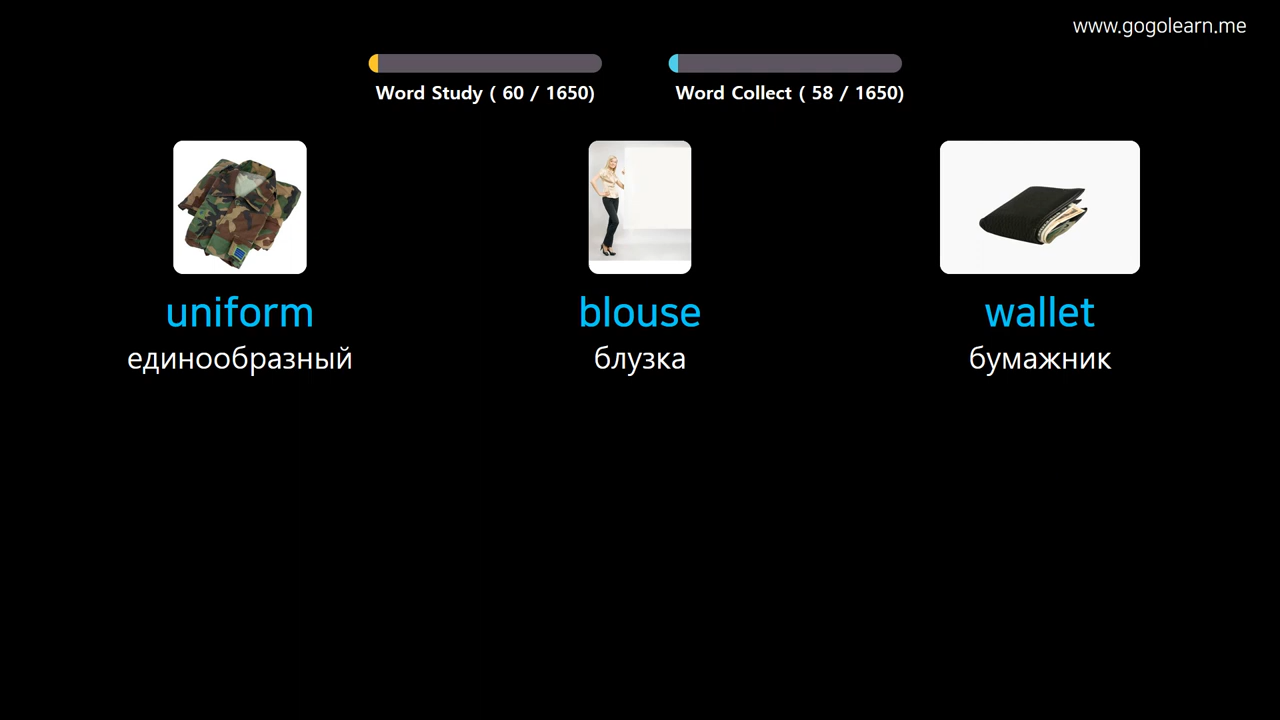 www.gogolearn.me
Word Study ( 60 / 1650)
Word Collect ( 58 / 1650)
uniform
blouse
wallet
единообразный
блузка
бумажник